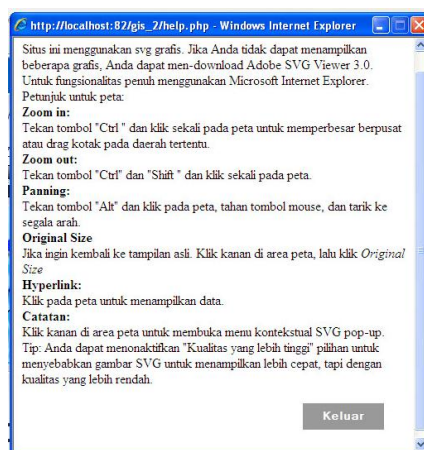 http://localhost:82/gis_2/help.php - Windows Internet Explorer
Situs ini menggunakan svg grafis. Jika Anda tidak dapat menampilkan
beberapa grafis, Anda dapat men-download Adobe SVG Viewer 3.0.
Untuk fungsionalitas penuh menggunakan Microsoft Internet Explorer.
Petunjuk untuk peta:
Zoom in:
Tekan tombol "Ctrl " dan klik sekali pada peta untuk memperbesar berpusat
atau drag kotak pada daerah tertentu.
Zoom out:
Tekan tombol "Ctrl" dan "Shift " dan klik sekali pada peta.
Panning:
Tekan tombol "Alt" dan klik pada peta, tahan tombol mouse, dan tarik ke
segala arah.
Original Size
Jika ingin kembali ke tampilan asli. Klik kanan di area peta, lalu klik Original
Size
Hyperlink:
Klik pada peta untuk menampilkan data.
Catatan:
Klik kanan di area peta untuk membuka menu kontekstual SVG pop-up.
Tip: Anda dapat menonaktifkan "Kualitas yang lebih tinggi" pilihan untuk
menyebabkan gambar SVG untuk menampilkan lebih cepat, tapi dengan
kualitas yang lebih rendah.
Keluar